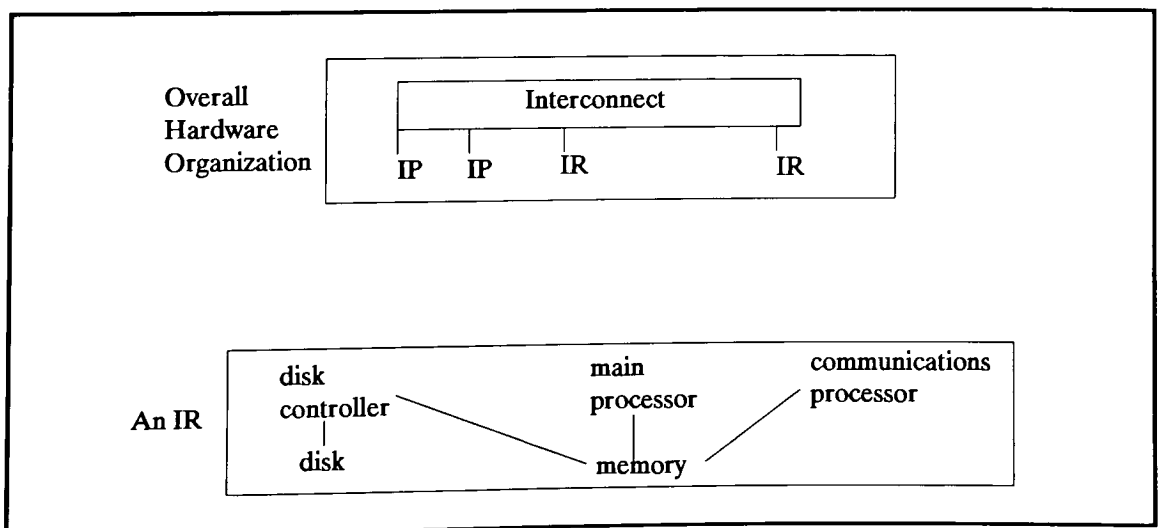 Overall
Hardware
Organization
Interconnect
IP IP IR IR
An IR
disk
controller
disk
main
processor
memory
communications
processor